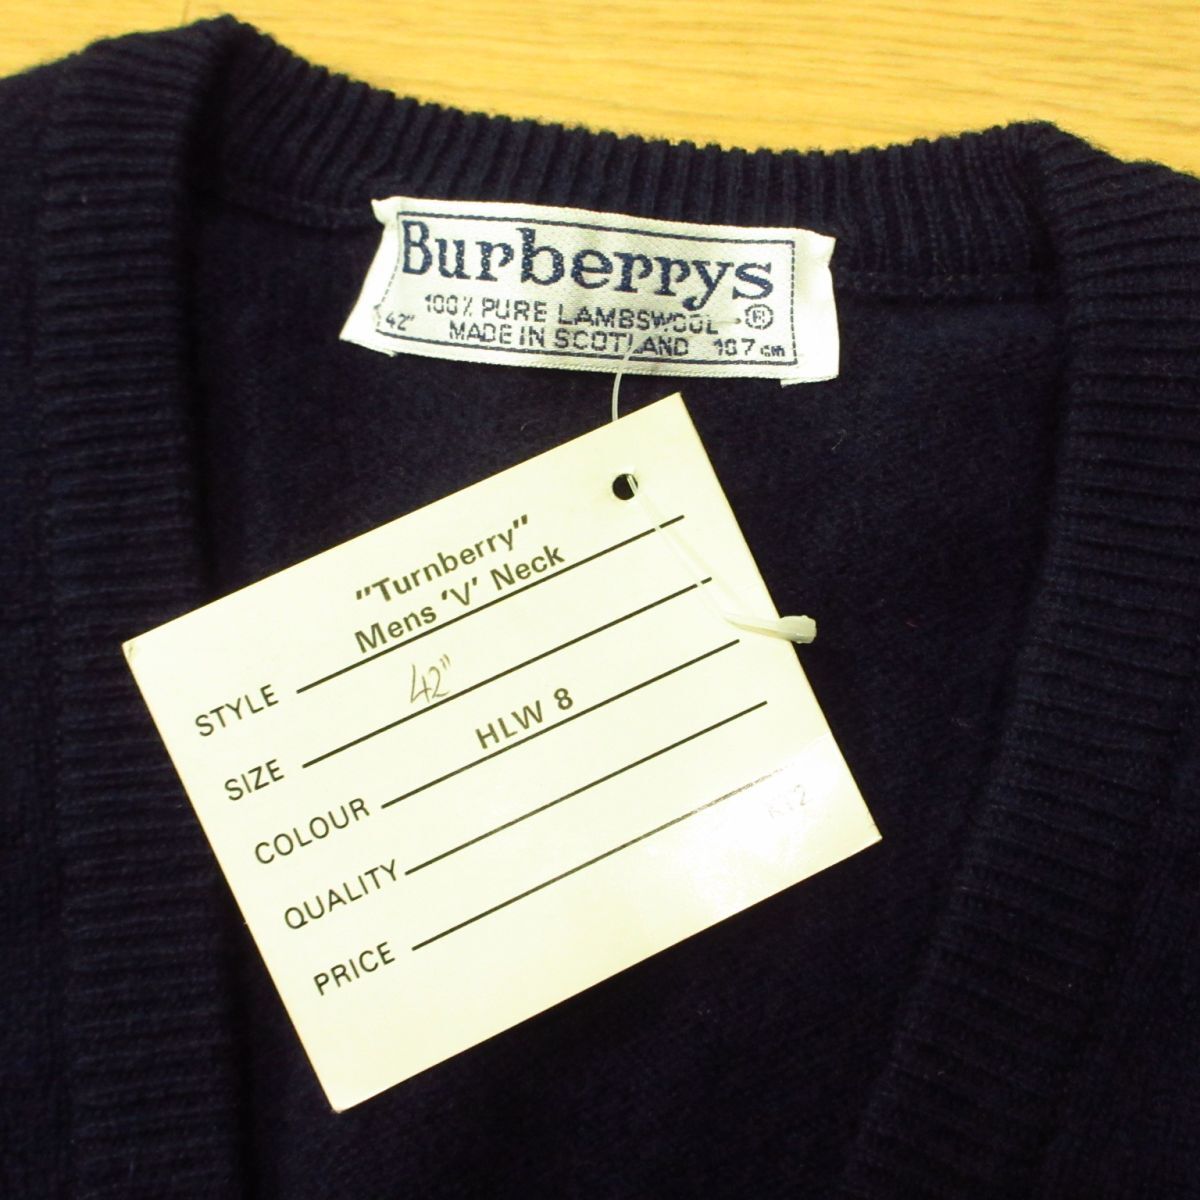 Burberrys
100% PURE LAMBSWOOL ®
42" MADE IN SCOTLAND 107 cm
"Turnberry"
Mens 'V' Neck
STYLE
42"
SIZE
HLW 8
COLOUR
QUALITY
KT2
PRICE